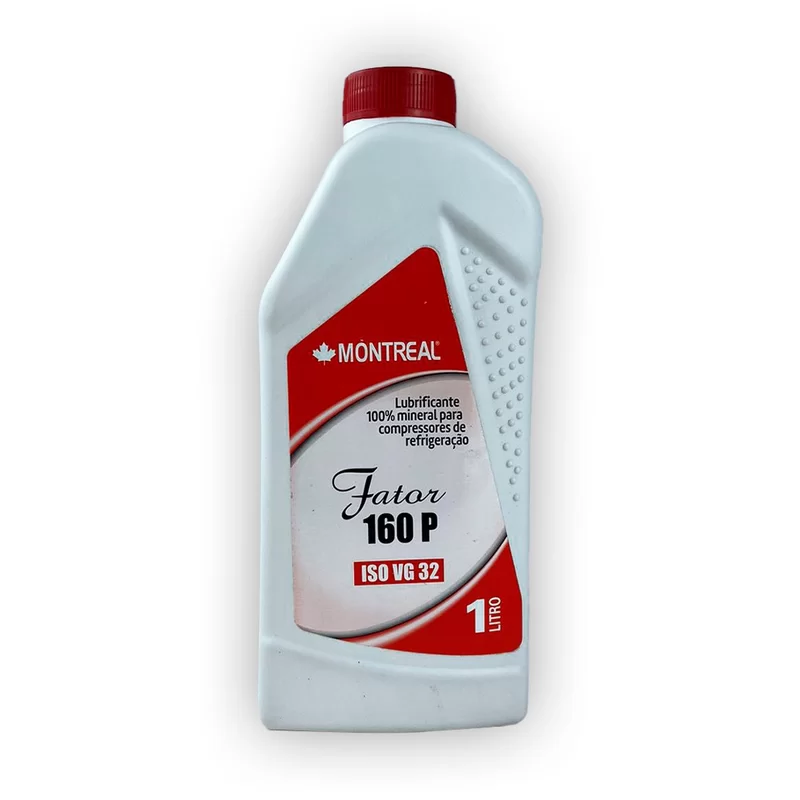 MONTREAL®
Lubrificante
100% mineral para
compressores de
refrigeração
Fator
160 P
ISO VG 32
1 LITRO